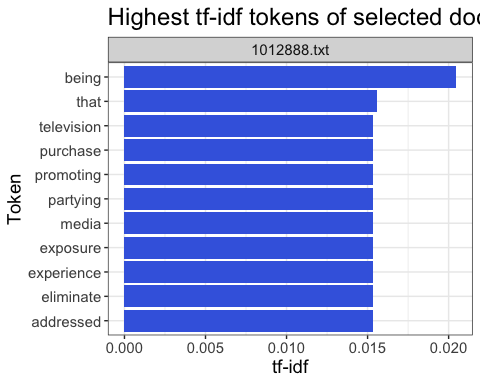 Highest tf-idf tokens of selected doc
1012888.txt
being
that
television
purchase
promoting
partying
media
exposure
experience
eliminate
addressed
Token
0.000 0.005 0.010 0.015 0.020
tf-idf